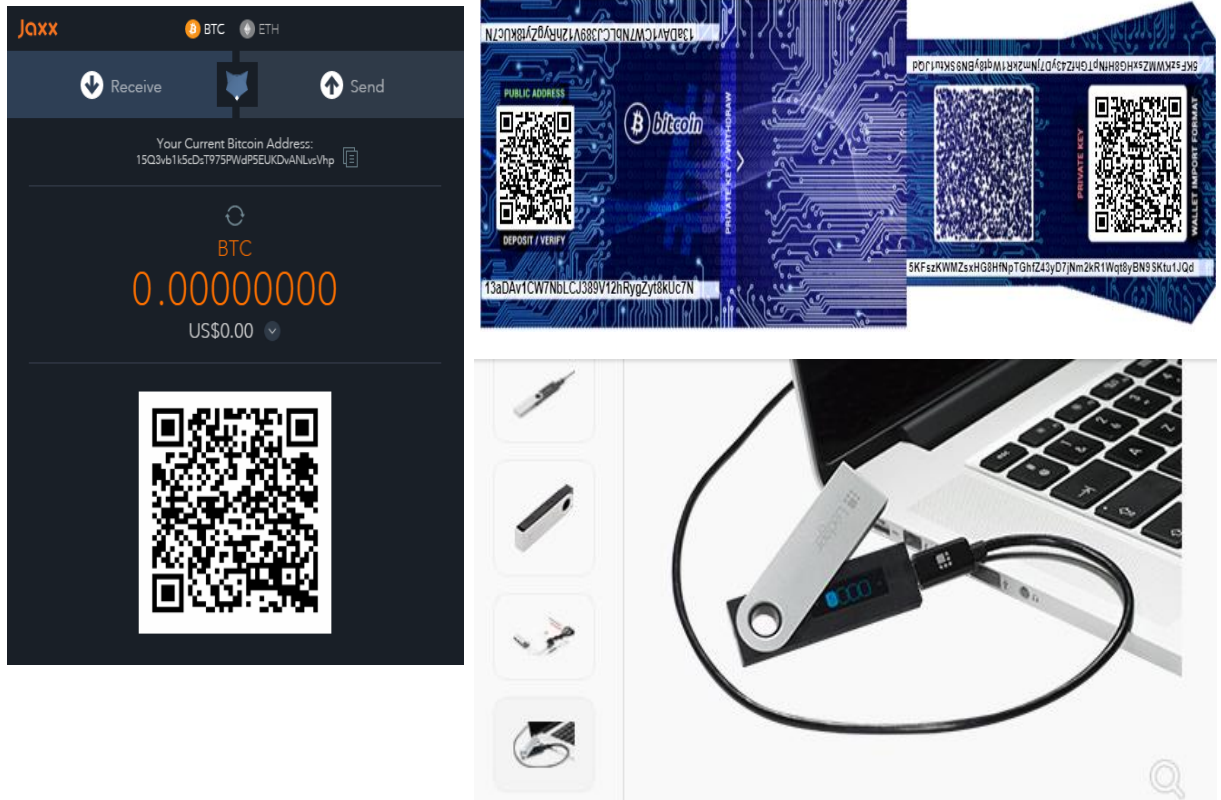 Jaxx
BTC
ETH
Receive
Send
Your Current Bitcoin Address:
15Q3vb1k5cDsT975PWdP5EUKDvANLvsVhp
BTC
0.00000000
US$0.00
13aDAv1CW7NbLCJ389V12hRygZyt8kUc7N
PUBLIC ADDRESS
bitcoin
DEPOSIT / VERIFY
13aDAv1CW7NbLCJ389V12hRygZyt8kUc7N
PRIVATE KEY / WITHDRAW
5KFszKWMZsxHG8HfNpTGhfZ43yD7jNm2kR1Wqt8yBN9SKtu1JQd
PRIVATE KEY
WALLET IMPORT FORMAT
5KFszKWMZsxHG8HfNpTGhfZ43yD7jNm2kR1Wqt8yBN9SKtu1JQd
Ledger